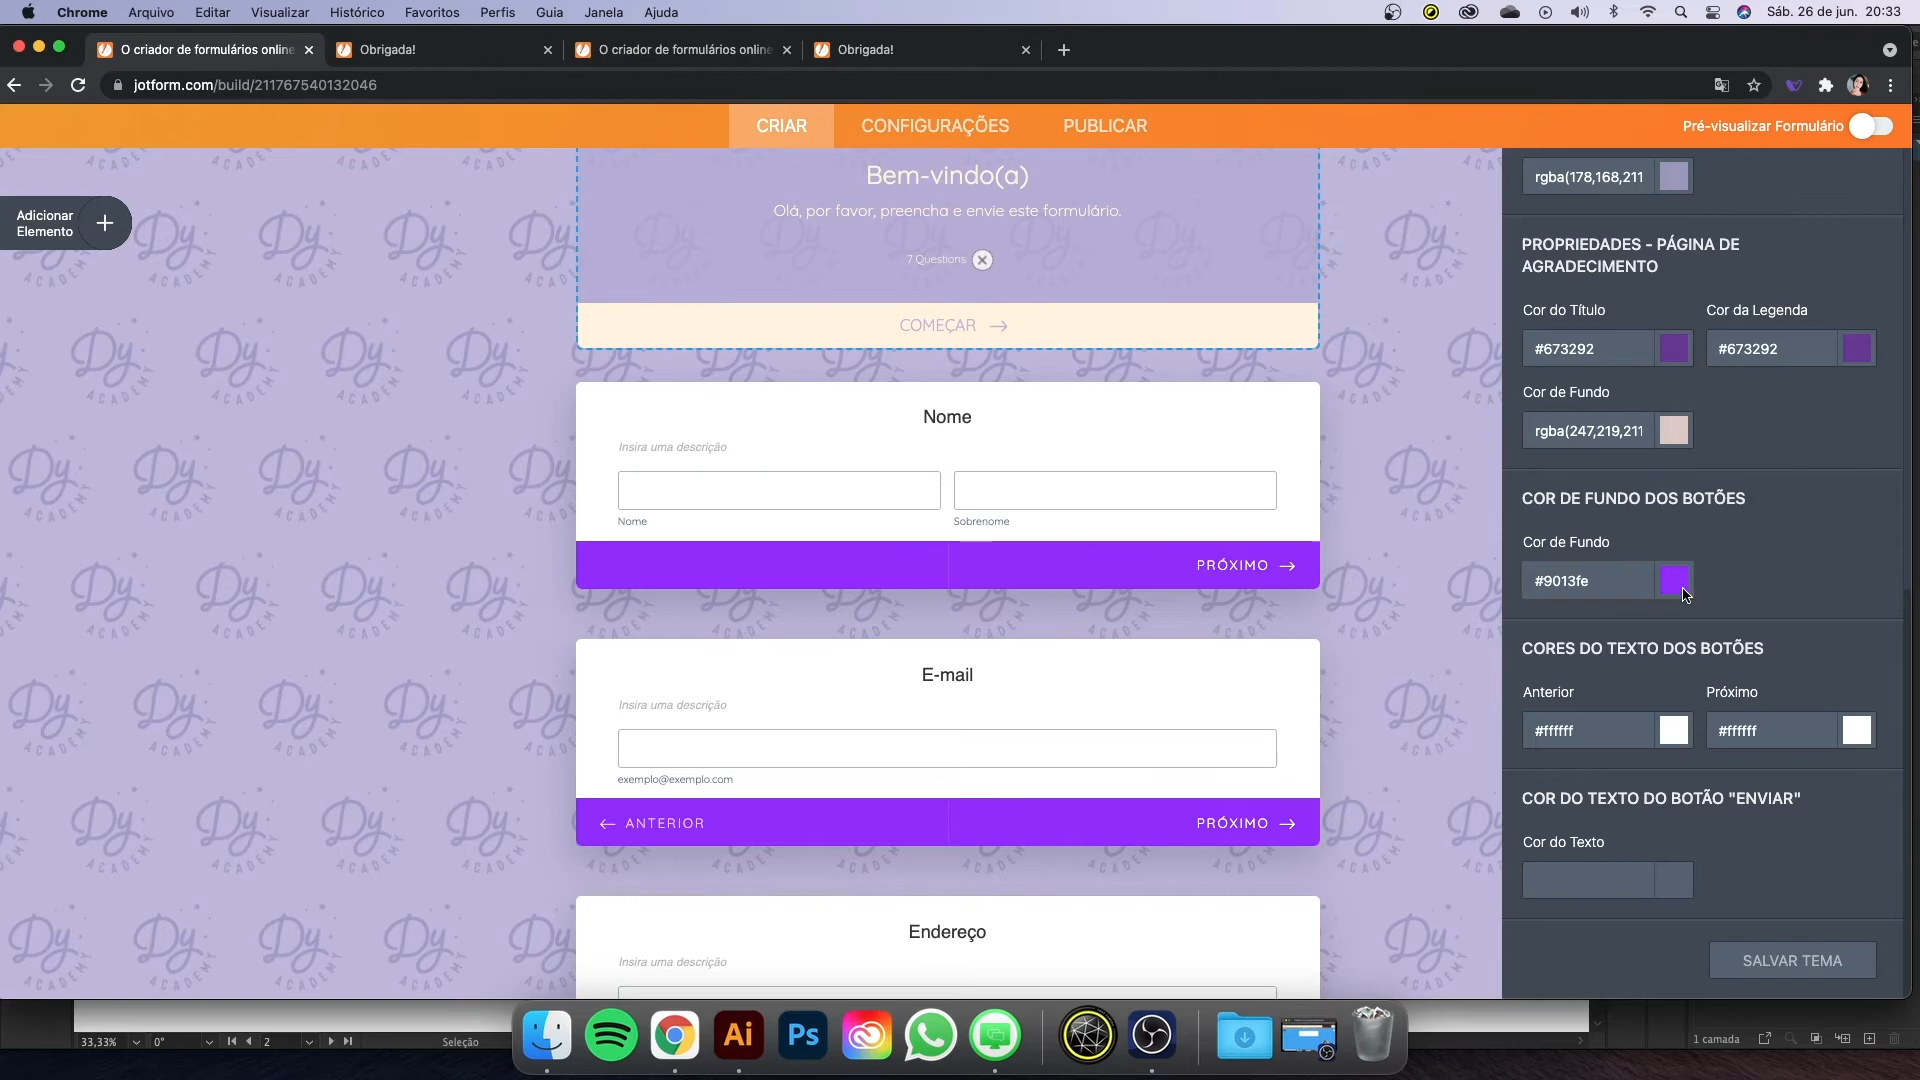 Chrome Arquivo Editar Visualizar Histórico Favoritos Perfis Guia Janela Ajuda
Sáb. 26 de jun. 20:33
O criador de formulários online
Obrigada!
O criador de formulários online
Obrigada!
jotform.com/build/211767540132046
CRIAR
CONFIGURAÇÕES
PUBLICAR
Pré-visualizar Formulário
Adicionar
Elemento
Bem-vindo(a)
Olá, por favor, preencha e envie este formulário.
7 Questions
COMEÇAR
Nome
Insira uma descrição
Nome
Sobrenome
PRÓXIMO
E-mail
Insira uma descrição
exemplo@exemplo.com
ANTERIOR
PRÓXIMO
Endereço
Insira uma descrição
rgba(178,168,211
PROPRIEDADES - PÁGINA DE
AGRADECIMENTO
Cor do Título
Cor da Legenda
#673292
#673292
Cor de Fundo
rgba(247,219,211
COR DE FUNDO DOS BOTÕES
Cor de Fundo
#9013fe
CORES DO TEXTO DOS BOTÕES
Anterior
Próximo
#ffffff
#ffffff
COR DO TEXTO DO BOTÃO "ENVIAR"
Cor do Texto
SALVAR TEMA
Dy.
ACADEMY
33,33%
0°
2
Seleção
1 camada
Ai
Ps